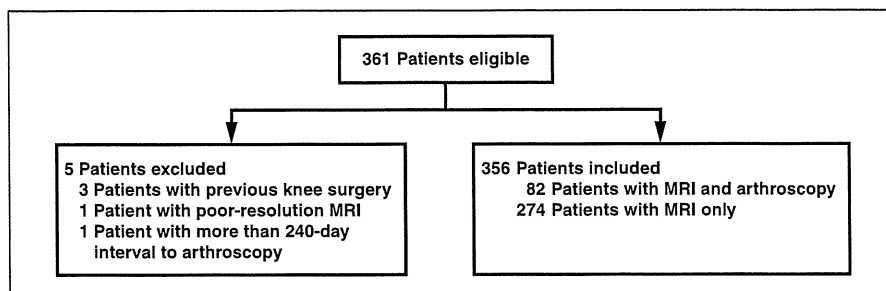 361 Patients eligible
5 Patients excluded
3 Patients with previous knee surgery
1 Patient with poor-resolution MRI
1 Patient with more than 240-day
interval to arthroscopy
356 Patients included
82 Patients with MRI and arthroscopy
274 Patients with MRI only